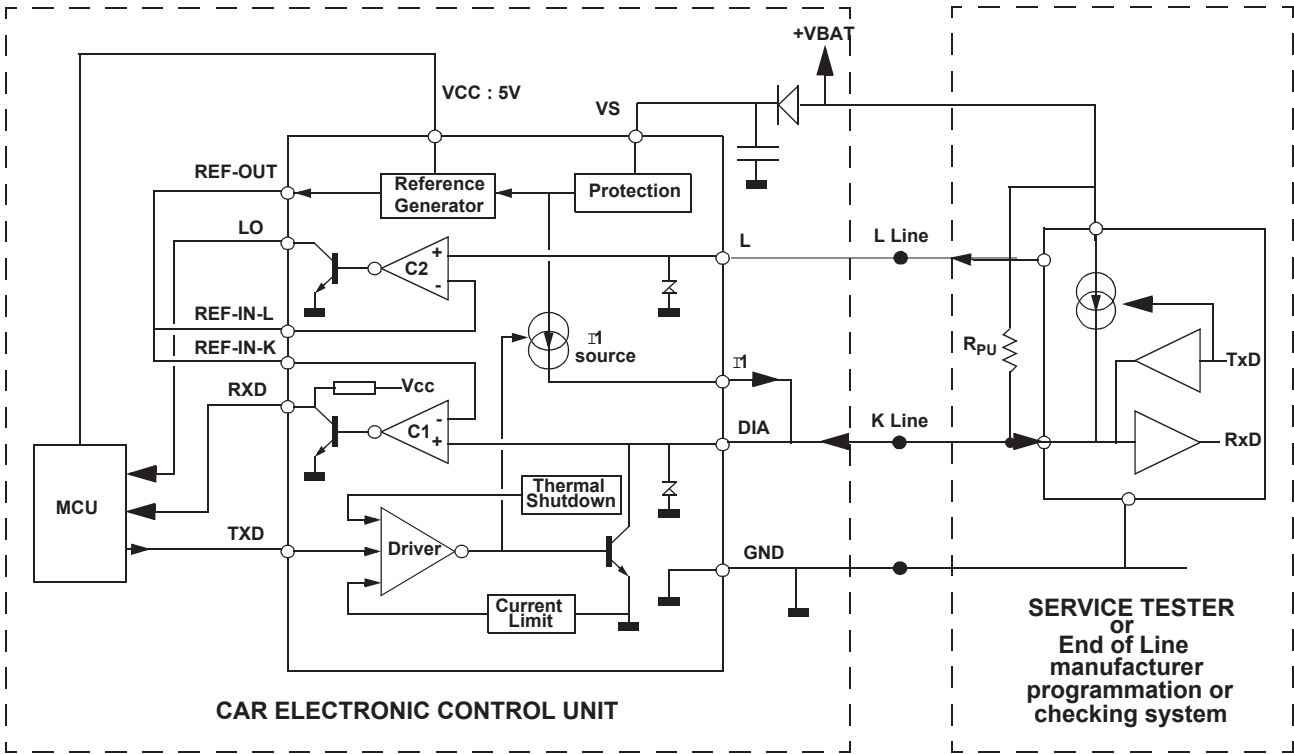 +VBAT
VCC : 5V
VS
REF-OUT
Reference
Generator
Protection
LO
C2
+
-
L
L Line
REF-IN-L
REF-IN-K
I1
source
RPU
TxD
RXD
Vcc
I1
C1
-
+
DIA
K Line
RxD
MCU
Thermal
Shutdown
TXD
Driver
GND
Current
Limit
SERVICE TESTER
or
End of Line
manufacturer
programmation or
checking system
CAR ELECTRONIC CONTROL UNIT